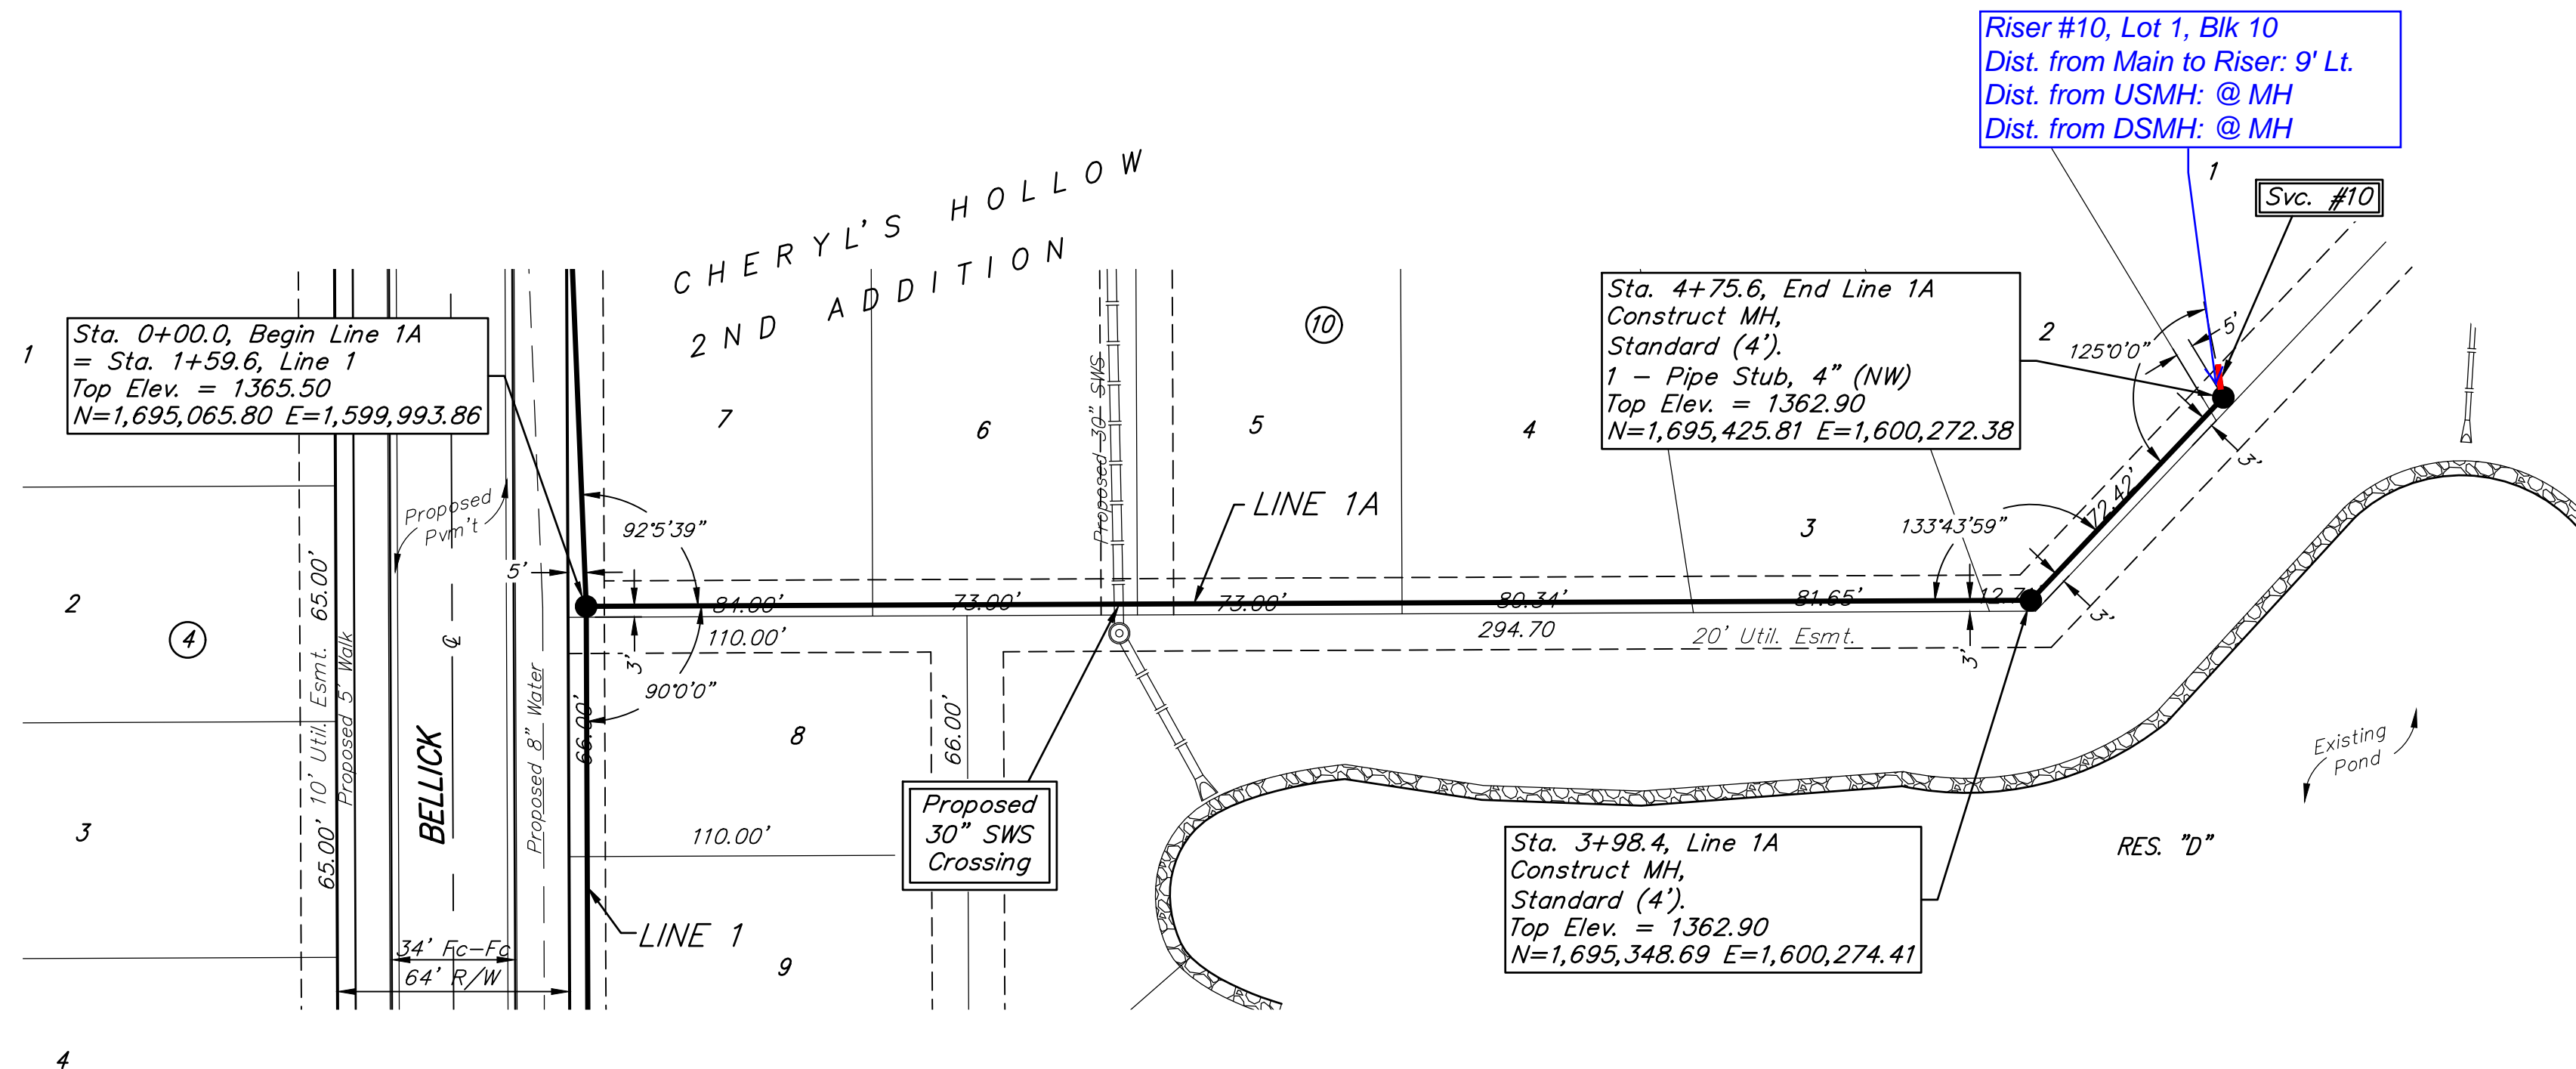 Riser #10, Lot 1, Blk 10
Dist. from Main to Riser: 9' Lt.
Dist. from USMH: @ MH
Dist. from DSMH: @ MH
1
Svc. #10
CHERYL'S HOLLOW
2ND ADDITION
Sta. 0+00.0, Begin Line 1A
= Sta. 1+59.6, Line 1
Top Elev. = 1365.50
N=1,695,065.80 E=1,599,993.86
1
Sta. 4+75.6, End Line 1A
Construct MH,
Standard (4').
1 - Pipe Stub, 4" (NW)
Top Elev. = 1362.90
N=1,695,425.81 E=1,600,272.38
10
2
125°0'0"
5'
7
6
5
4
3
Proposed 30" SWS
LINE 1A
Proposed
Pvm't
92°5'39"
133°43'59"
72.42'
3'
3'
5'
84.00'
73.00'
73.00'
80.34'
81.65'
2
4
65.00'
10' Util. Esmt.
65.00'
Proposed 5' Walk
℄
BELLICK
Proposed 8" Water
110.00'
294.70
20' Util. Esmt.
3'
3'
90°0'0"
66.00'
66.00'
8
3
110.00'
Proposed
30" SWS
Crossing
Existing
Pond
RES. "D"
Sta. 3+98.4, Line 1A
Construct MH,
Standard (4').
Top Elev. = 1362.90
N=1,695,348.69 E=1,600,274.41
LINE 1
34' Fc-Fc
64' R/W
9
4